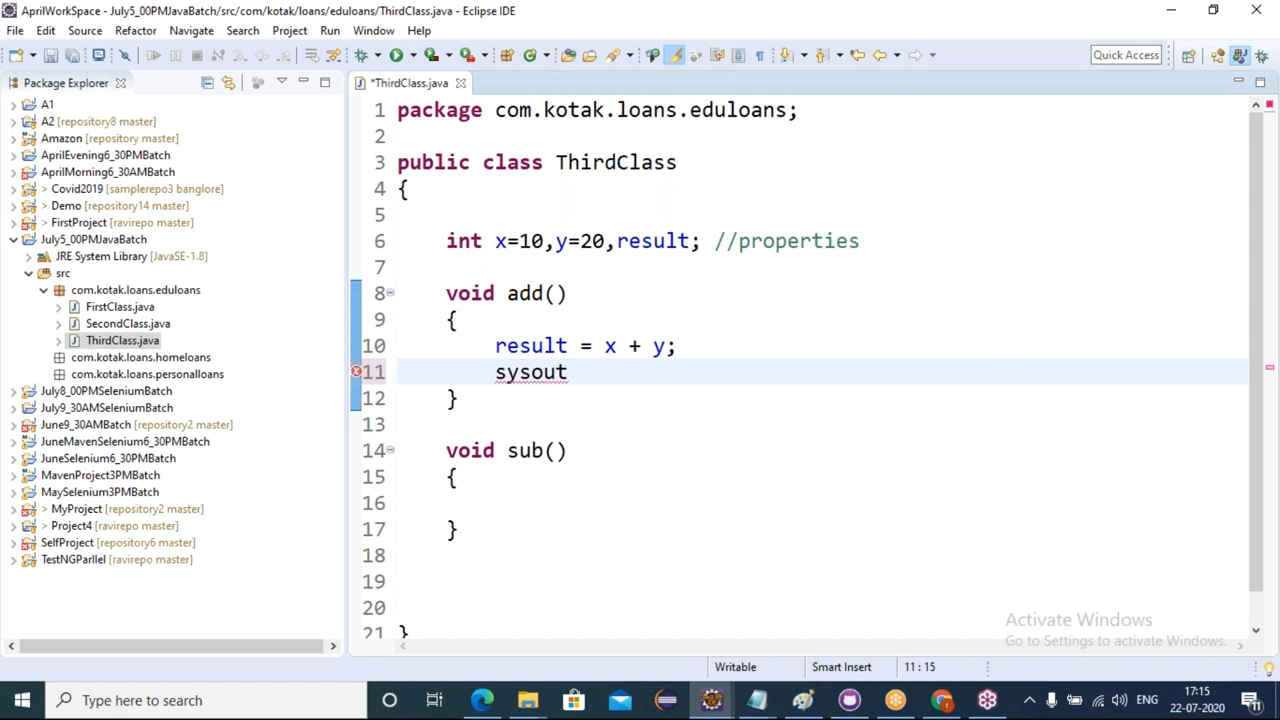 AprilWorkSpace - July5_00PMJavaBatch/src/com/kotak/loans/eduloans/ThirdClass.java - Eclipse IDE
File Edit Source Refactor Navigate Search Project Run Window Help
Quick Access
Package Explorer
*ThirdClass.java
A1
A2 [repository8 master]
Amazon [repository master]
AprilEvening6_30PMBatch
AprilMorning6_30AMBatch
> Covid2019 [samplerepo3 banglore]
> Demo [repository14 master]
> FirstProject [ravirepo master]
July5_00PMJavaBatch
JRE System Library [JavaSE-1.8]
src
com.kotak.loans.eduloans
FirstClass.java
SecondClass.java
ThirdClass.java
com.kotak.loans.homeloans
com.kotak.loans.personalloans
July8_00PMSeleniumBatch
July9_30AMSeleniumBatch
June9_30AMBatch [repository2 master]
JuneMavenSelenium6_30PMBatch
JuneSelenium6_30PMBatch
MavenProject3PMBatch
MaySelenium3PMBatch
> MyProject [repository2 master]
> Project4 [ravirepo master]
SelfProject [repository6 master]
TestNGParllel [ravirepo master]
1 package com.kotak.loans.eduloans;
2
3 public class ThirdClass
4 {
5
6 int x=10,y=20,result; //properties
7
8 void add()
9 {
10 result = x + y;
11 sysout
12 }
13
14 void sub()
15 {
16
17 }
18
19
20
21 }
Activate Windows
Go to Settings to activate Windows.
Writable Smart Insert 11 : 15
Type here to search
ENG
17:15
22-07-2020
11